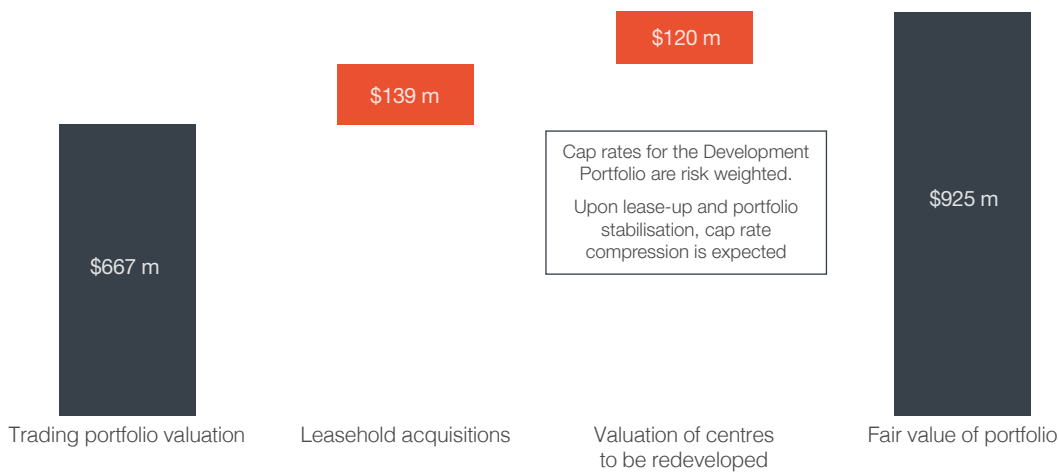 $120 m
$139 m
Cap rates for the Development
Portfolio are risk weighted.
Upon lease-up and portfolio
stabilisation, cap rate
compression is expected
$925 m
$667 m
Trading portfolio valuation
Leasehold acquisitions
Valuation of centres
to be redeveloped
Fair value of portfolio